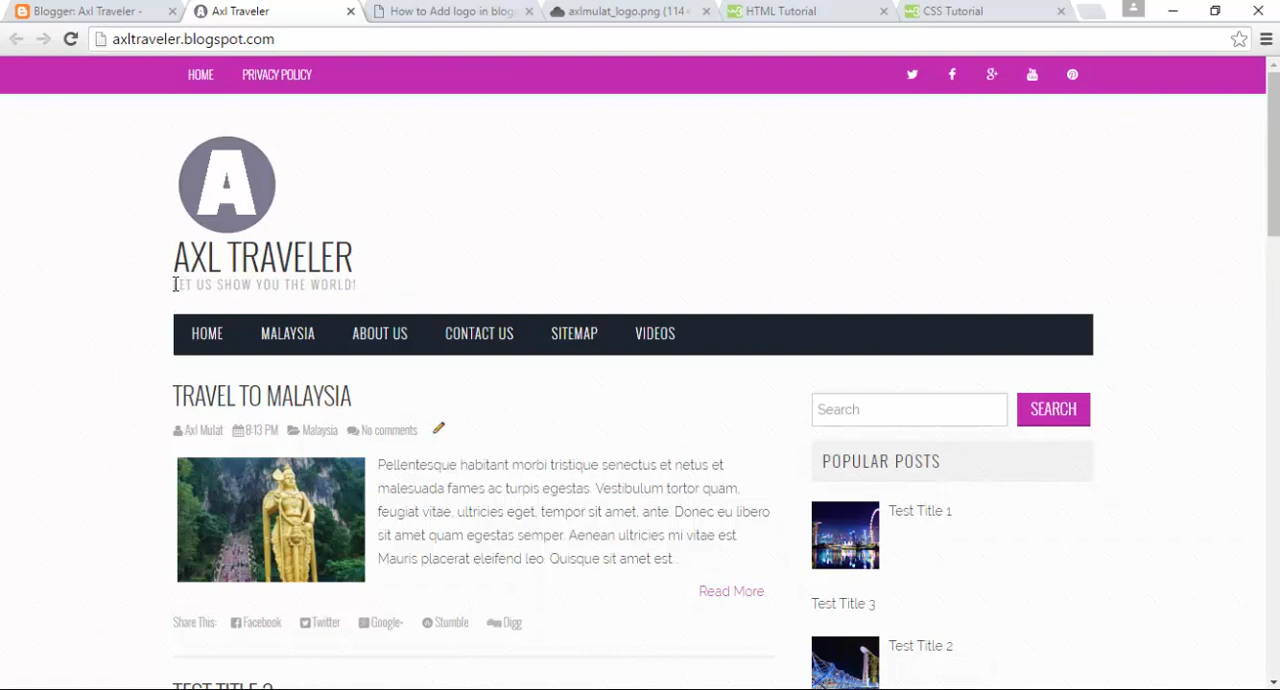 Blogger: Axl Traveler -
Axl Traveler
How to Add logo in blog
axlmulat_logo.png (114×
HTML Tutorial
CSS Tutorial
axltraveler.blogspot.com
HOME PRIVACY POLICY
A
AXL TRAVELER
LET US SHOW YOU THE WORLD!
HOME MALAYSIA ABOUT US CONTACT US SITEMAP VIDEOS
TRAVEL TO MALAYSIA
Axl Mulat 8:13 PM Malaysia No comments
Pellentesque habitant morbi tristique senectus et netus et
malesuada fames ac turpis egestas. Vestibulum tortor quam,
feugiat vitae, ultricies eget, tempor sit amet, ante. Donec eu libero
sit amet quam egestas semper. Aenean ultricies mi vitae est.
Mauris placerat eleifend leo. Quisque sit amet est...
Read More
Share This: Facebook Twitter Google+ Stumble Digg
Search SEARCH
POPULAR POSTS
Test Title 1
Test Title 3
Test Title 2